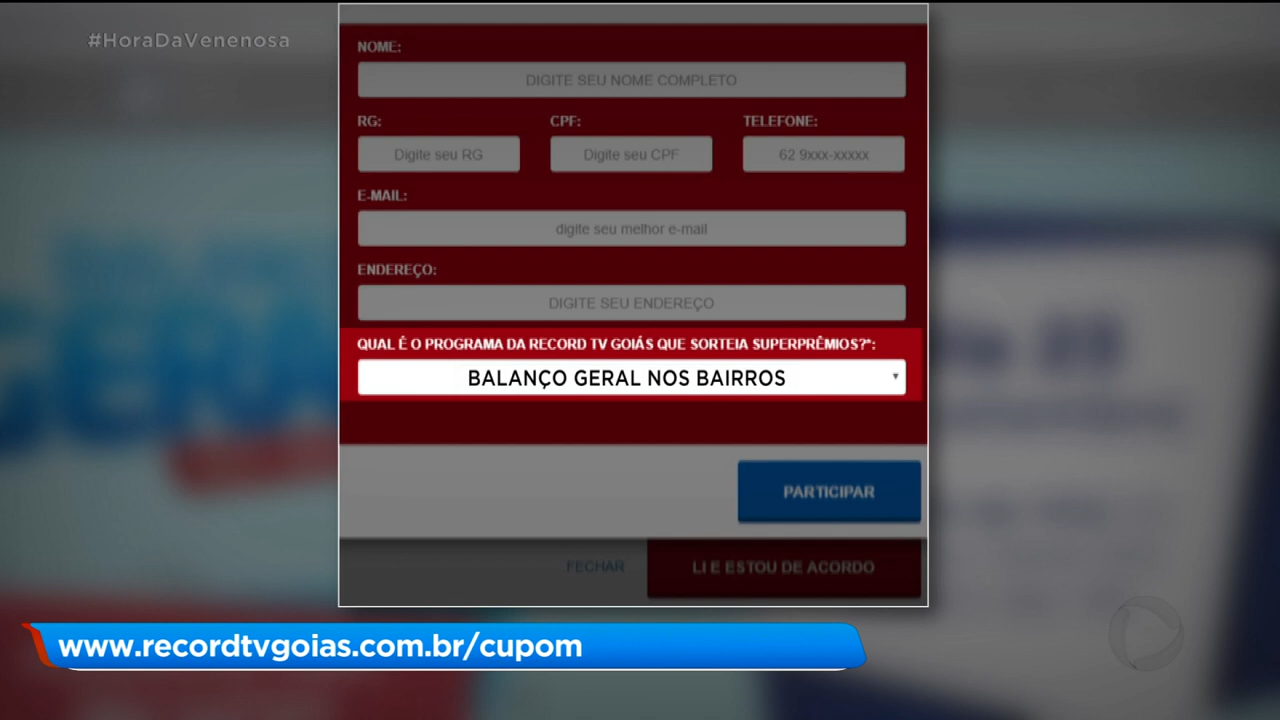 #HoraDaVenenosa
NOME:
DIGITE SEU NOME COMPLETO
RG: CPF: TELEFONE:
Digite seu RG Digite seu CPF 62 9xxx-xxxxx
E-MAIL:
digite seu melhor e-mail
ENDEREÇO:
DIGITE SEU ENDEREÇO
QUAL É O PROGRAMA DA RECORD TV GOIÁS QUE SORTEIA SUPERPRÊMIOS?*:
BALANÇO GERAL NOS BAIRROS
PARTICIPAR
FECHAR LI E ESTOU DE ACORDO
www.recordtvgoias.com.br/cupom